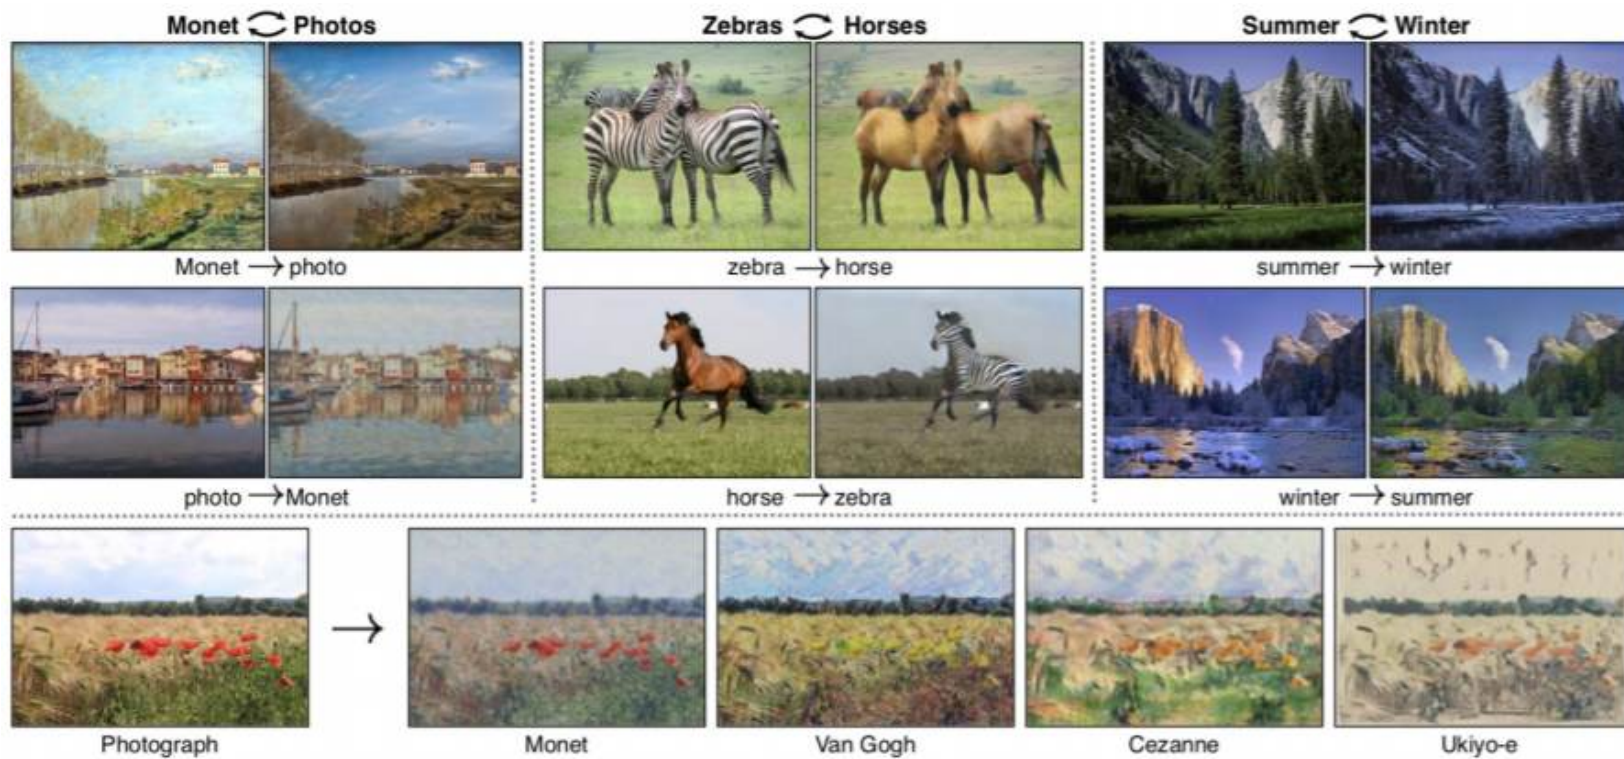 Monet Photos
Zebras Horses
Summer Winter
Monet → photo
zebra → horse
summer → winter
photo → Monet
horse → zebra
winter → summer
Photograph
Monet
Van Gogh
Cezanne
Ukiyo-e